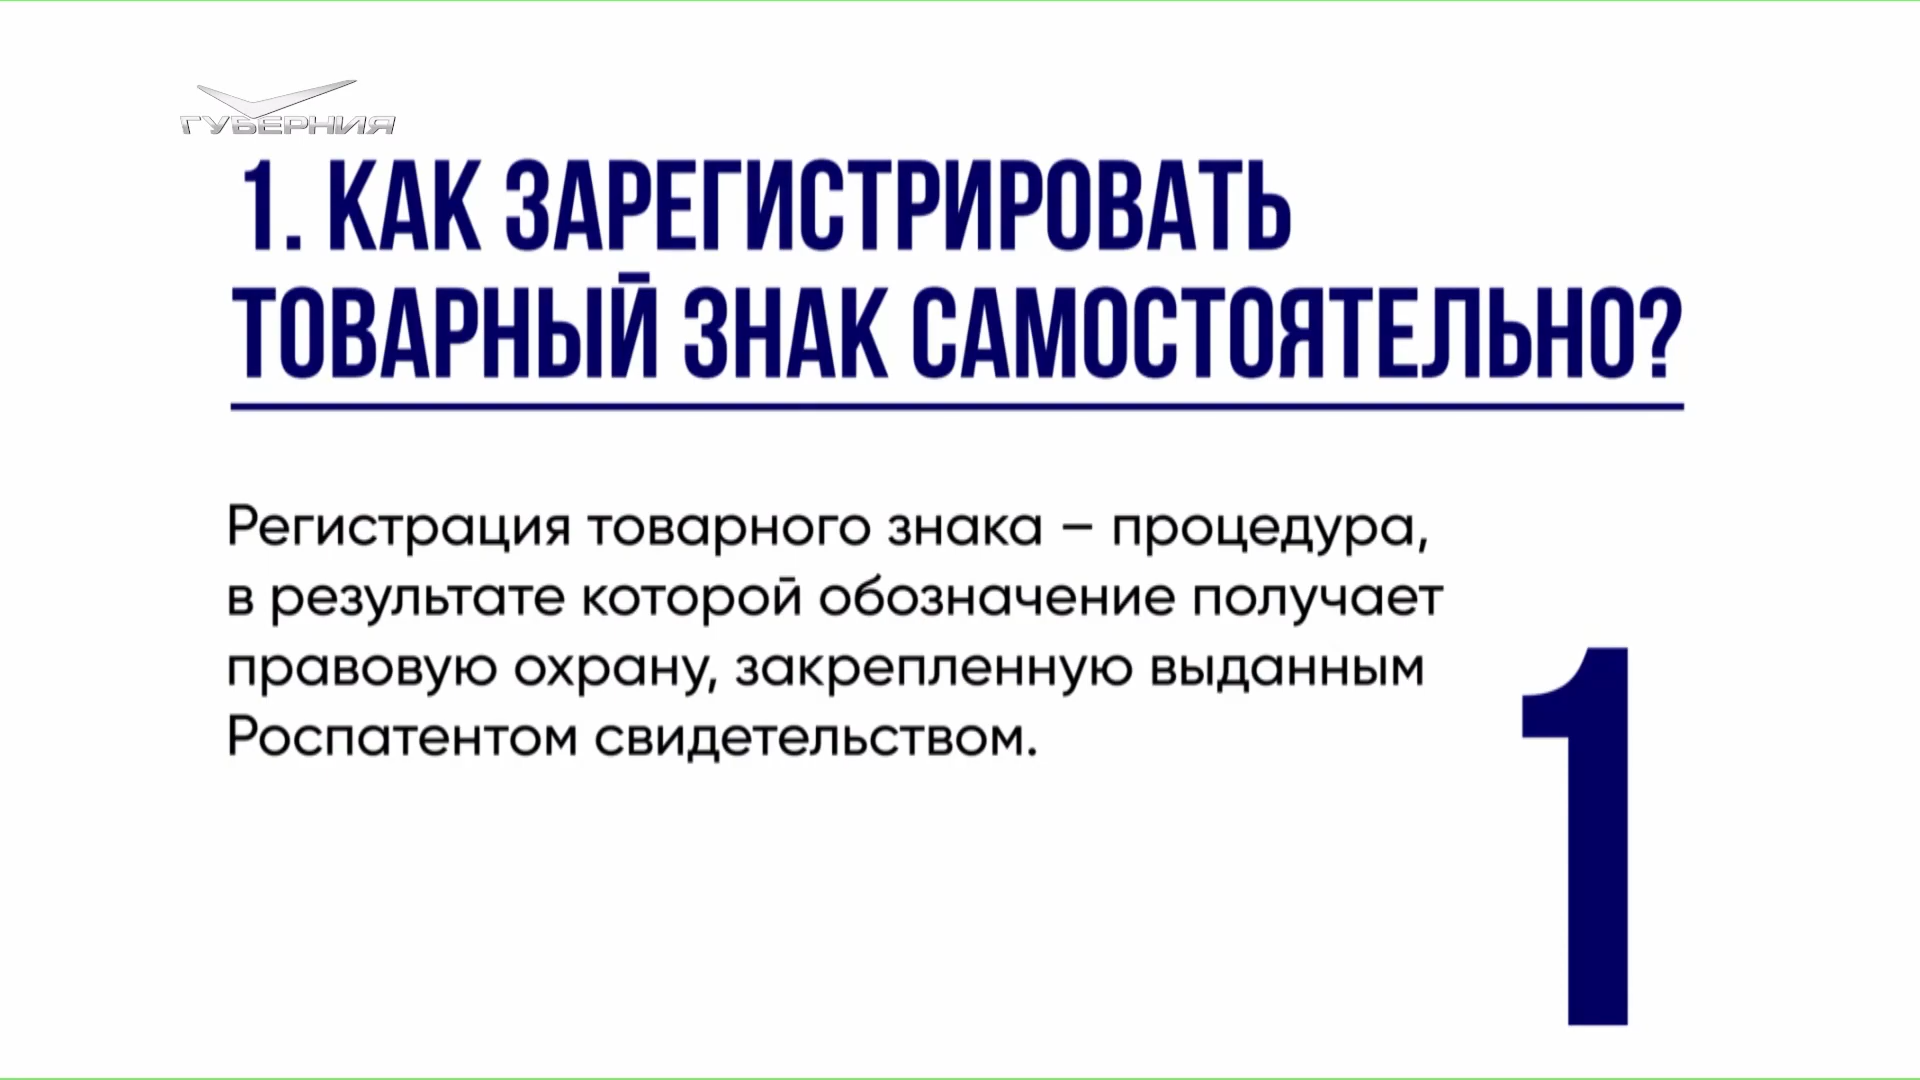 ГУБЕРНИЯ
1. КАК ЗАРЕГИСТРИРОВАТЬ
ТОВАРНЫЙ ЗНАК САМОСТОЯТЕЛЬНО?
Регистрация товарного знака – процедура,
в результате которой обозначение получает
правовую охрану, закрепленную выданным
Роспатентом свидетельством.
1